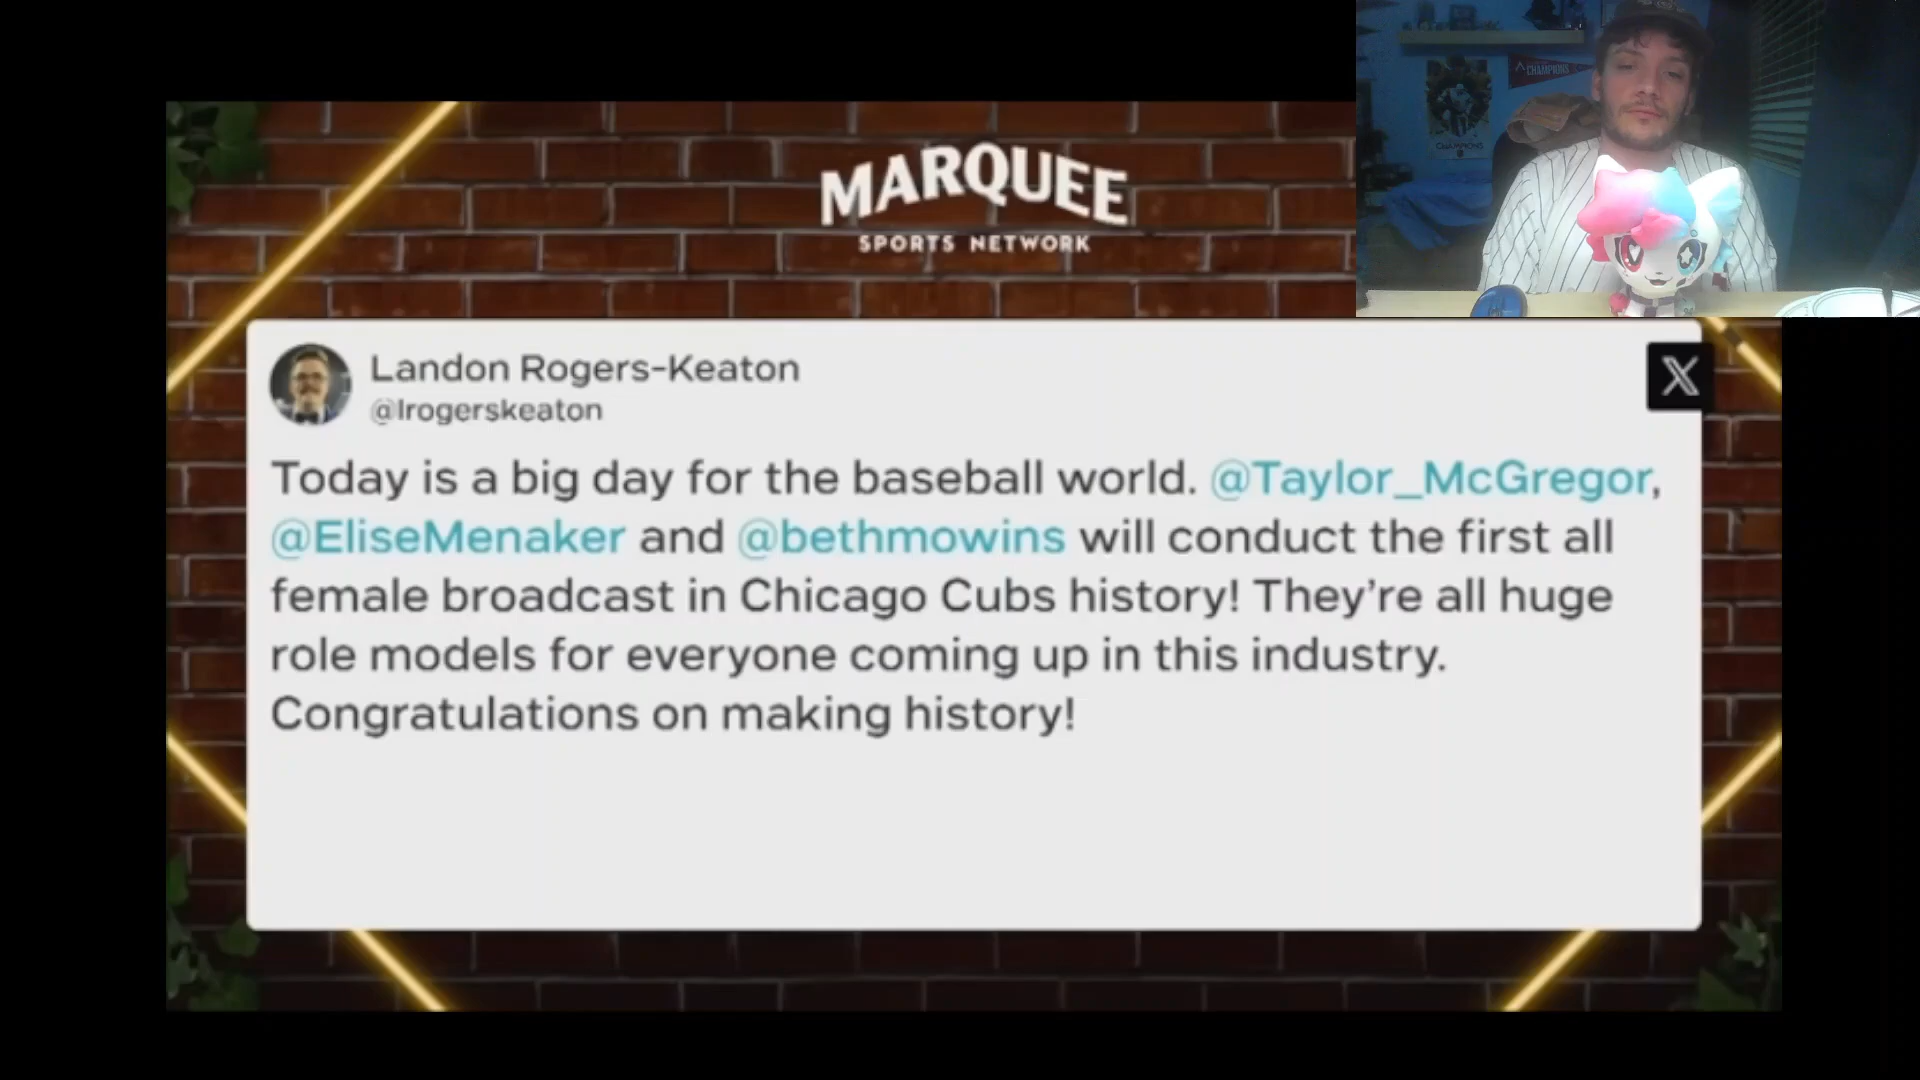 MARQUEE
SPORTS NETWORK
CHAMPIONS
CHAMPIONS
Landon Rogers-Keaton
@lrogerskeaton
X
Today is a big day for the baseball world. @Taylor_McGregor,
@EliseMenaker and @bethmowins will conduct the first all
female broadcast in Chicago Cubs history! They’re all huge
role models for everyone coming up in this industry.
Congratulations on making history!